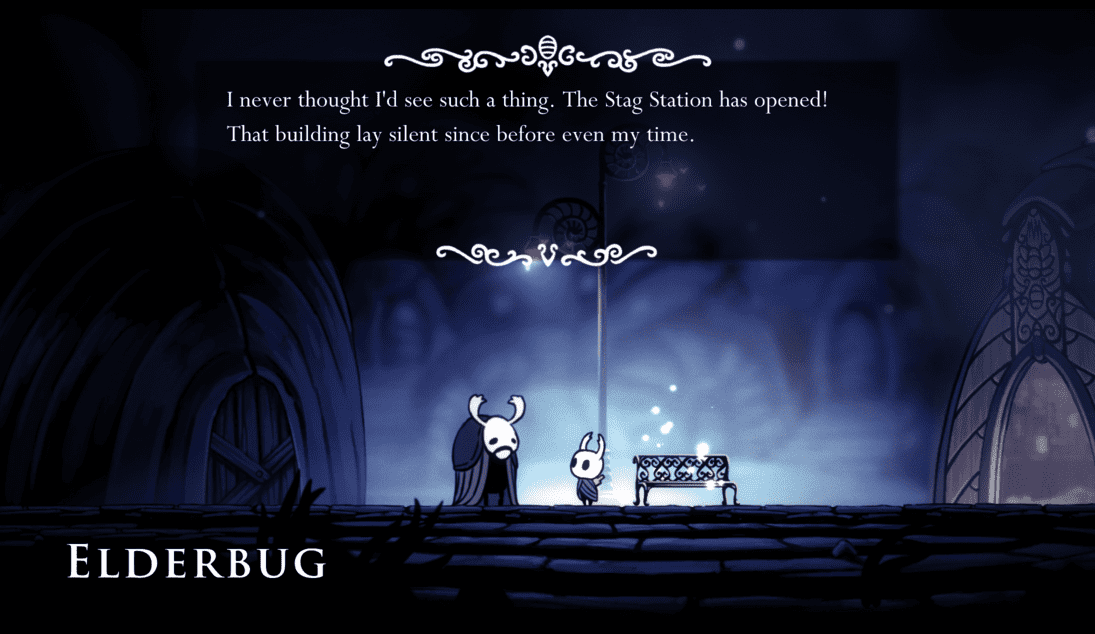 I never thought I'd see such a thing. The Stag Station has opened!
That building lay silent since before even my time.
ELDERBUG